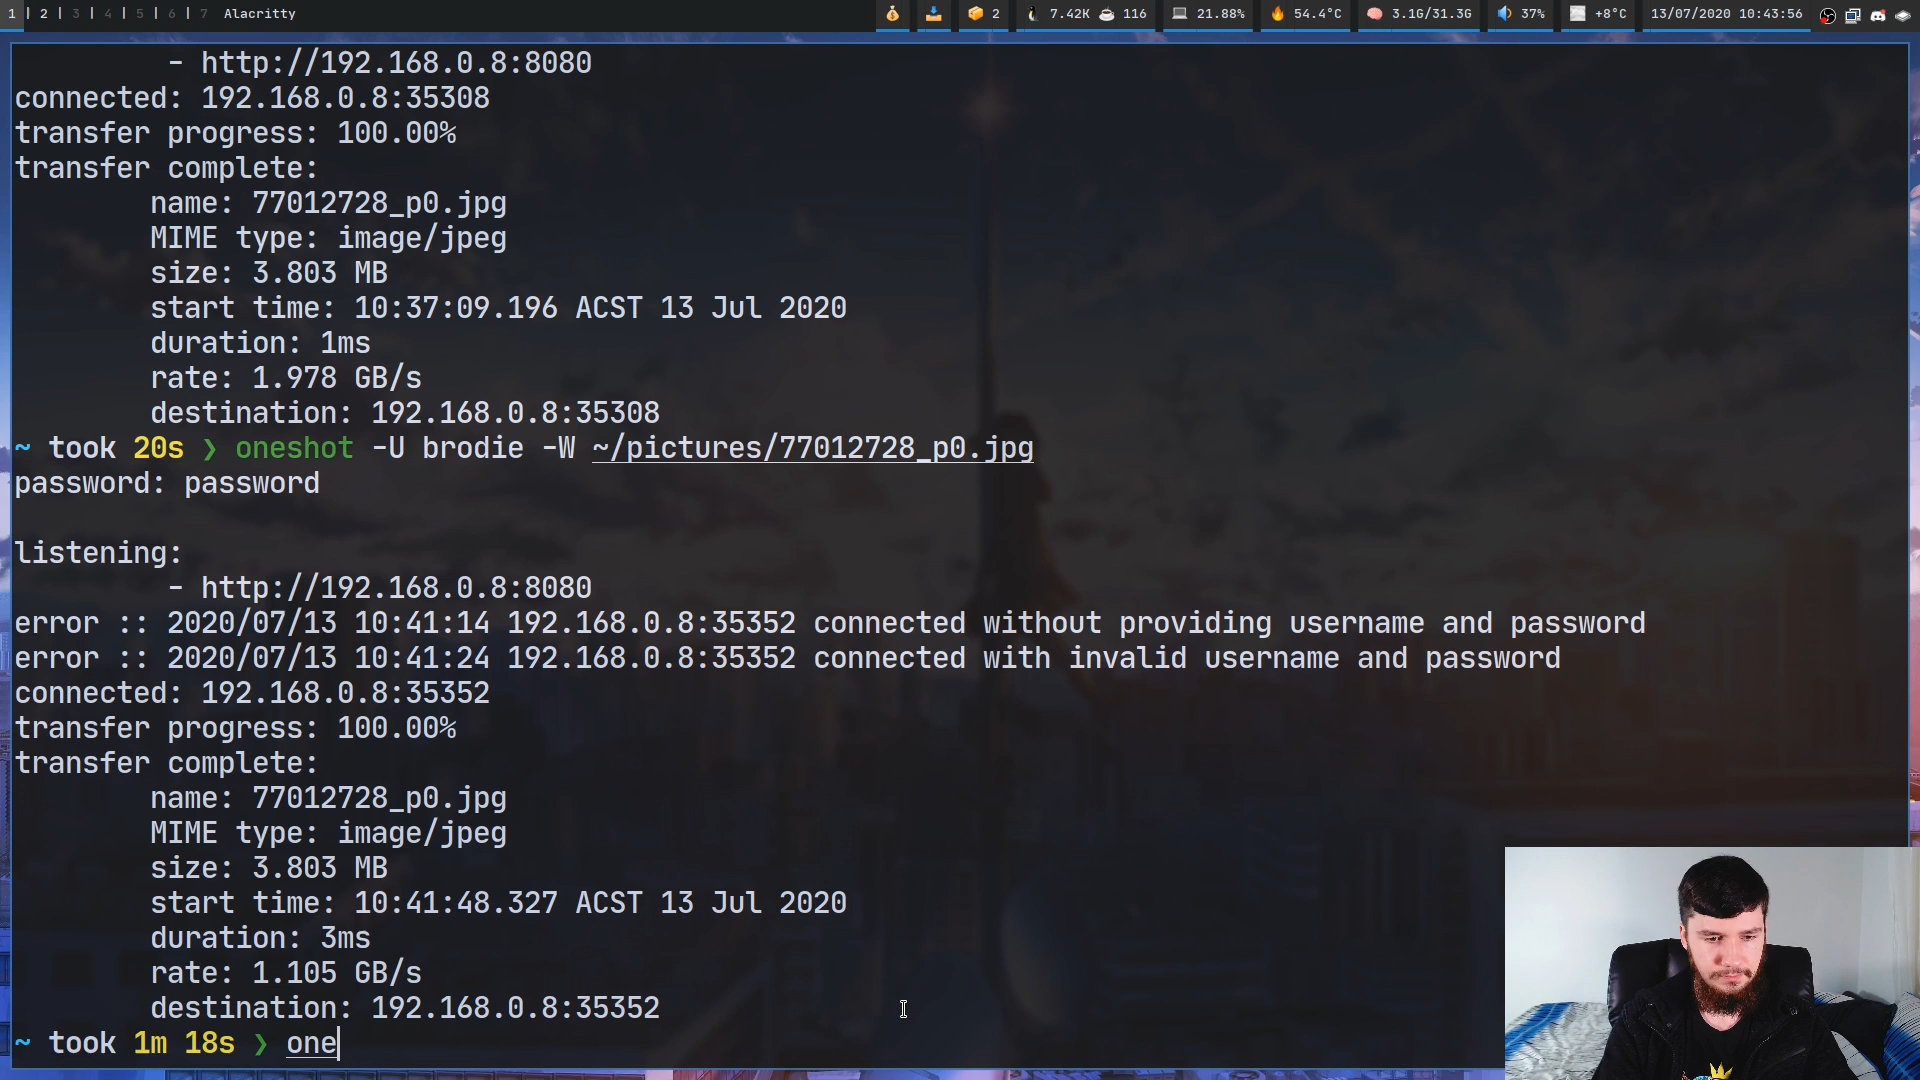 1 | 2 | 3 | 4 | 5 | 6 | 7 Alacritty 2 7.42K 116 21.88% 54.4°C 3.1G/31.3G 37% +8°C 13/07/2020 10:43:56
- http://192.168.0.8:8080
connected: 192.168.0.8:35308
transfer progress: 100.00%
transfer complete:
name: 77012728_p0.jpg
MIME type: image/jpeg
size: 3.803 MB
start time: 10:37:09.196 ACST 13 Jul 2020
duration: 1ms
rate: 1.978 GB/s
destination: 192.168.0.8:35308
~ took 20s ❯ oneshot -U brodie -W ~/pictures/77012728_p0.jpg
password: password
listening:
- http://192.168.0.8:8080
error :: 2020/07/13 10:41:14 192.168.0.8:35352 connected without providing username and password
error :: 2020/07/13 10:41:24 192.168.0.8:35352 connected with invalid username and password
connected: 192.168.0.8:35352
transfer progress: 100.00%
transfer complete:
name: 77012728_p0.jpg
MIME type: image/jpeg
size: 3.803 MB
start time: 10:41:48.327 ACST 13 Jul 2020
duration: 3ms
rate: 1.105 GB/s
destination: 192.168.0.8:35352
~ took 1m 18s ❯ one